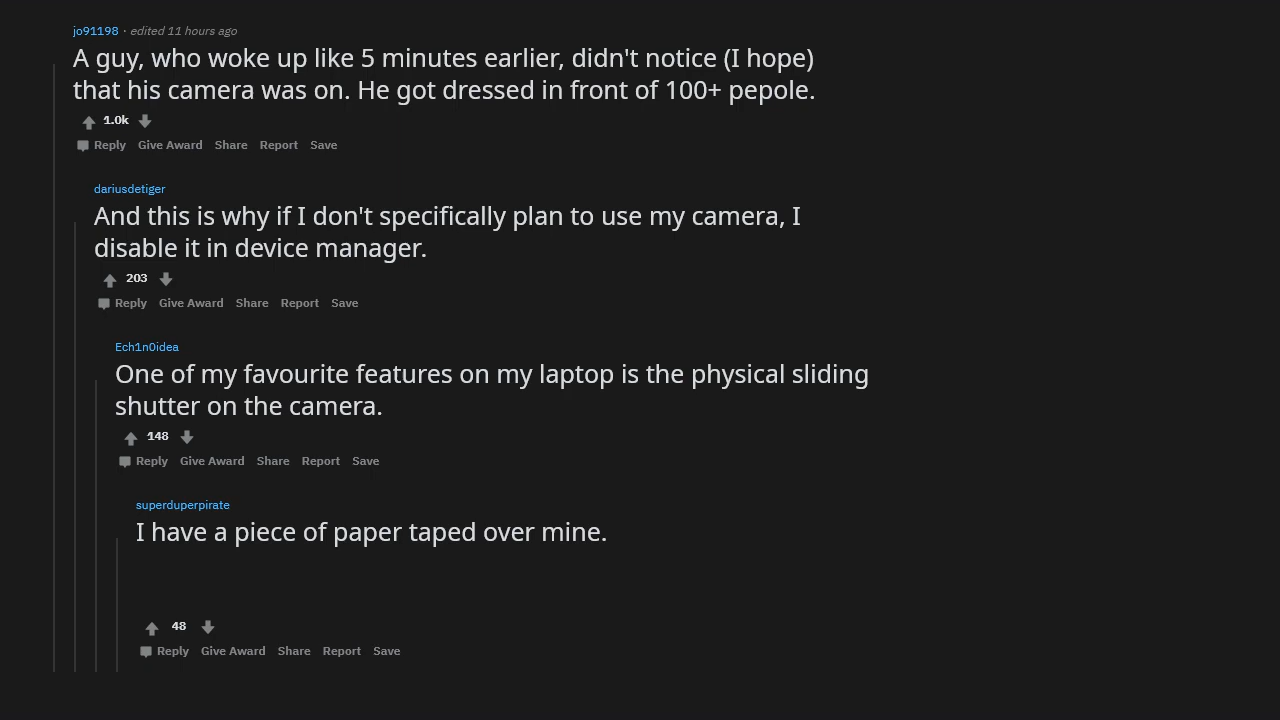 jo91198 · edited 11 hours ago
A guy, who woke up like 5 minutes earlier, didn't notice (I hope)
that his camera was on. He got dressed in front of 100+ pepole.
1.0k
Reply Give Award Share Report Save
dariusdetiger
And this is why if I don't specifically plan to use my camera, I
disable it in device manager.
203
Reply Give Award Share Report Save
Ech1n0idea
One of my favourite features on my laptop is the physical sliding
shutter on the camera.
148
Reply Give Award Share Report Save
superduperpirate
I have a piece of paper taped over mine.
48
Reply Give Award Share Report Save